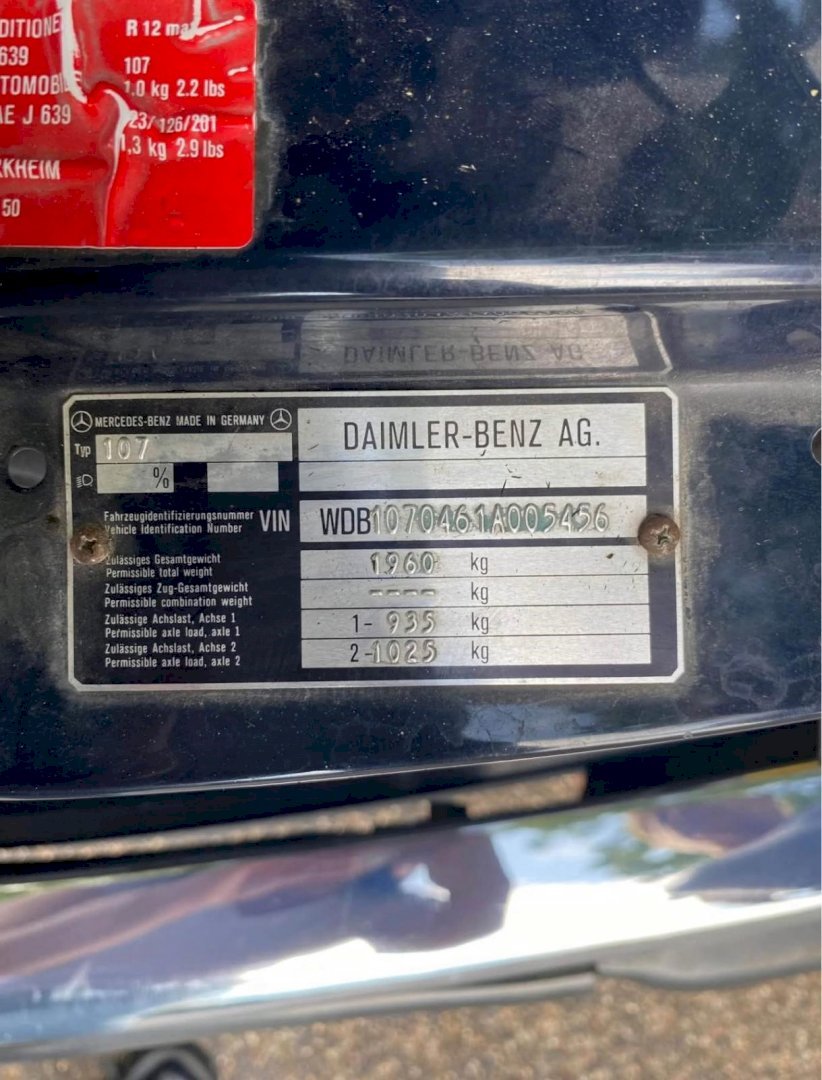 DITIONE
R 12 ma
639
107
TOMOBI
1,0 kg 2.2 lbs
AE J 639
23/126/201
1,3 kg 2.9 lbs
RKHEIM
50
DAIMLER-BENZ AG.
MERCEDES-BENZ MADE IN GERMANY
DAIMLER-BENZ AG.
Typ 107
%
Fahrzeugidentifizierungsnummer
Vehicle Identification Number
VIN
WDB1070461A005456
Zulässiges Gesamtgewicht
Permissible total weight
1960 kg
Zulässiges Zug-Gesamtgewicht
Permissible combination weight
---- kg
Zulässige Achslast, Achse 1
Permissible axle load, axle 1
1- 935 kg
Zulässige Achslast, Achse 2
Permissible axle load, axle 2
2-1025 kg